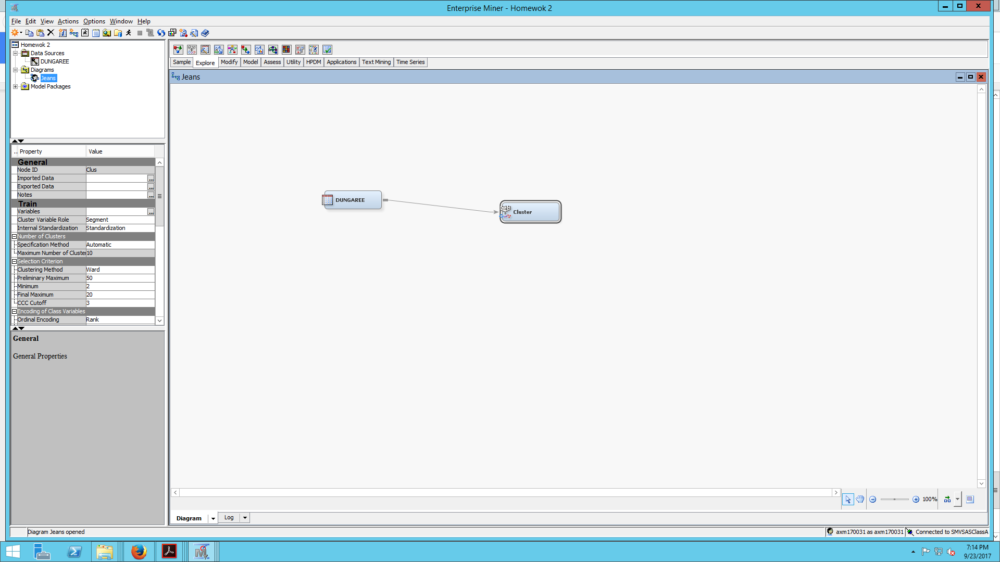 Enterprise Miner - Homewok 2
File Edit View Actions Options Window Help
Homewok 2
Data Sources
DUNGAREE
Diagrams
Jeans
Model Packages
Sample Explore Modify Model Assess Utility HPDM Applications Text Mining Time Series
Jeans
.. Property Value
General
Node ID Clus
Imported Data ...
Exported Data ...
Notes ...
Train
Variables ...
Cluster Variable Role Segment
Internal Standardization Standardization
Number of Clusters
Specification Method Automatic
Maximum Number of Cluster 10
Selection Criterion
Clustering Method Ward
Preliminary Maximum 50
Minimum 2
Final Maximum 20
CCC Cutoff 3
Encoding of Class Variables
Ordinal Encoding Rank
General
General Properties
DUNGAREE
Cluster
100%
Diagram Log
Diagram Jeans opened
axm170031 as axm170031 Connected to SMVSASClassA
7:14 PM
9/23/2017